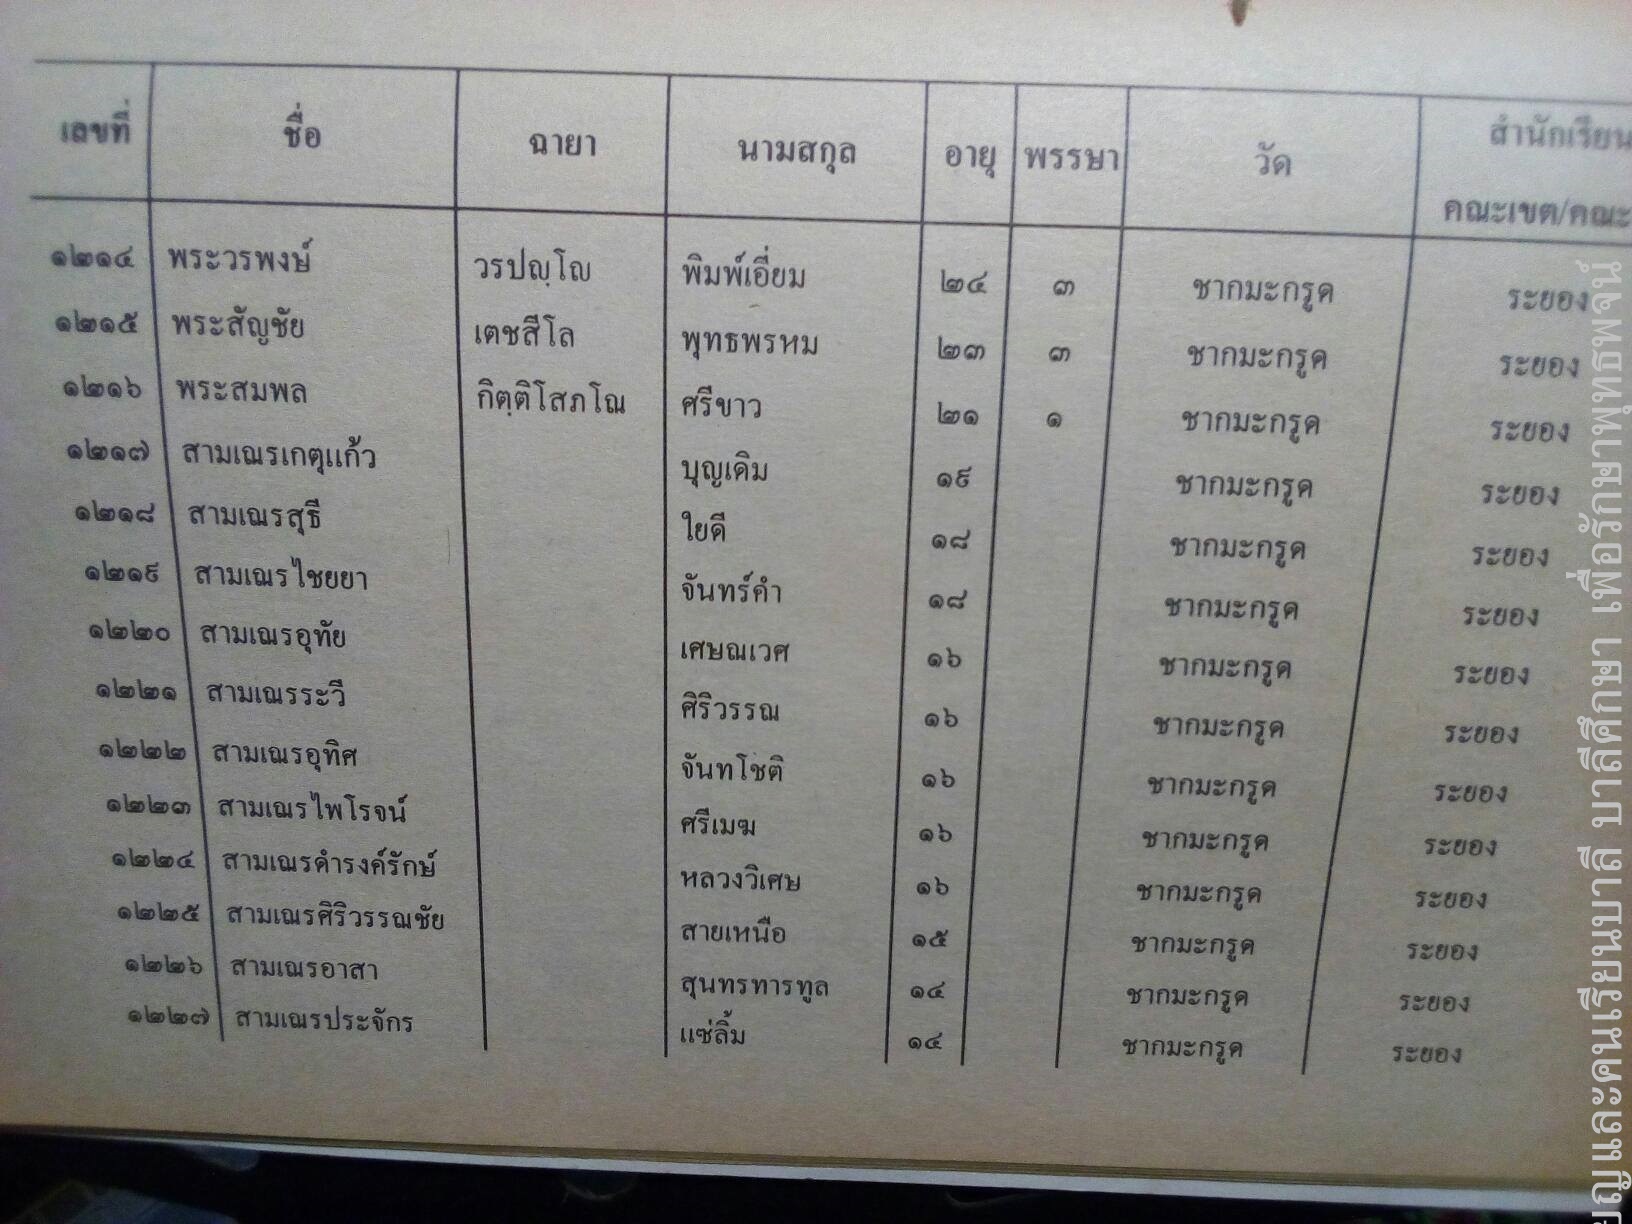 เลขที่ ชื่อ ฉายา นามสกุล อายุ พรรษา วัด สำนักเรียน
คณะเขต/คณะ
๑๒๑๔ พระวรพงษ์ วรปญฺโญ พิมพ์เอี่ยม ๒๔ ๓ ชากมะกรูด ระยอง
๑๒๑๕ พระสัญชัย เตชสีโล พุทธพรหม ๒๓ ๓ ชากมะกรูด ระยอง
๑๒๑๖ พระสมพล กิตฺติโสภโณ ศรีขาว ๒๑ ๑ ชากมะกรูด ระยอง
๑๒๑๗ สามเณรเกตุแก้ว บุญเดิม ๑๙ ชากมะกรูด ระยอง
๑๒๑๘ สามเณรสุธี ใยดี ๑๘ ชากมะกรูด ระยอง
๑๒๑๙ สามเณรไชยยา จันทร์คำ ๑๘ ชากมะกรูด ระยอง
๑๒๒๐ สามเณรอุทัย เศษณเวศ ๑๖ ชากมะกรูด ระยอง
๑๒๒๑ สามเณรระวี ศิริวรรณ ๑๖ ชากมะกรูด ระยอง
๑๒๒๒ สามเณรอุทิศ จันทโชติ ๑๖ ชากมะกรูด ระยอง
๑๒๒๓ สามเณรไพโรจน์ ศรีเมฆ ๑๖ ชากมะกรูด ระยอง
๑๒๒๔ สามเณรดำรงค์รักษ์ หลวงวิเศษ ๑๖ ชากมะกรูด ระยอง
๑๒๒๕ สามเณรศิริวรรณชัย สายเหนือ ๑๕ ชากมะกรูด ระยอง
๑๒๒๖ สามเณรอาสา สุนทรทารทูล ๑๔ ชากมะกรูด ระยอง
๑๒๒๗ สามเณรประจักร แซ่ลิ้ม ๑๔ ชากมะกรูด ระยอง
และคนเรียนบาลี บาลีศึกษา เพื่อรักษาพุทธพจน์